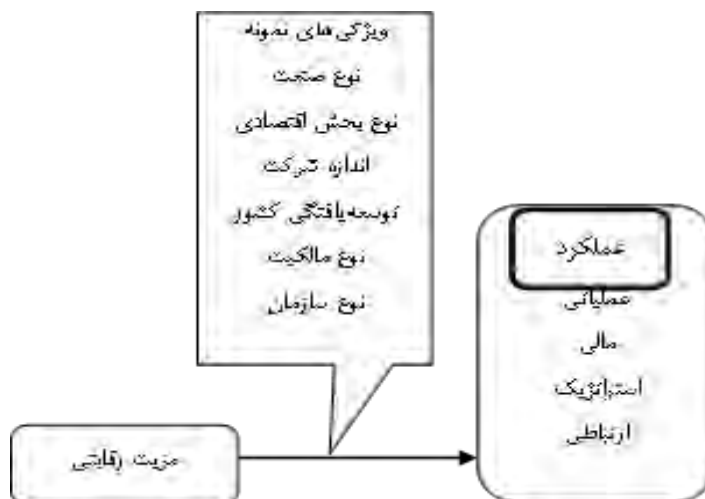 ویژگی‌های نمونه
نوع صنعت
نوع بخش اقتصادی
اندازه شرکت
توسعه‌یافتگی کشور
نوع مالکیت
نوع سازمان
عملکرد
عملیاتی
مالی
استراتژیک
ارتباطی
مزیت رقابتی